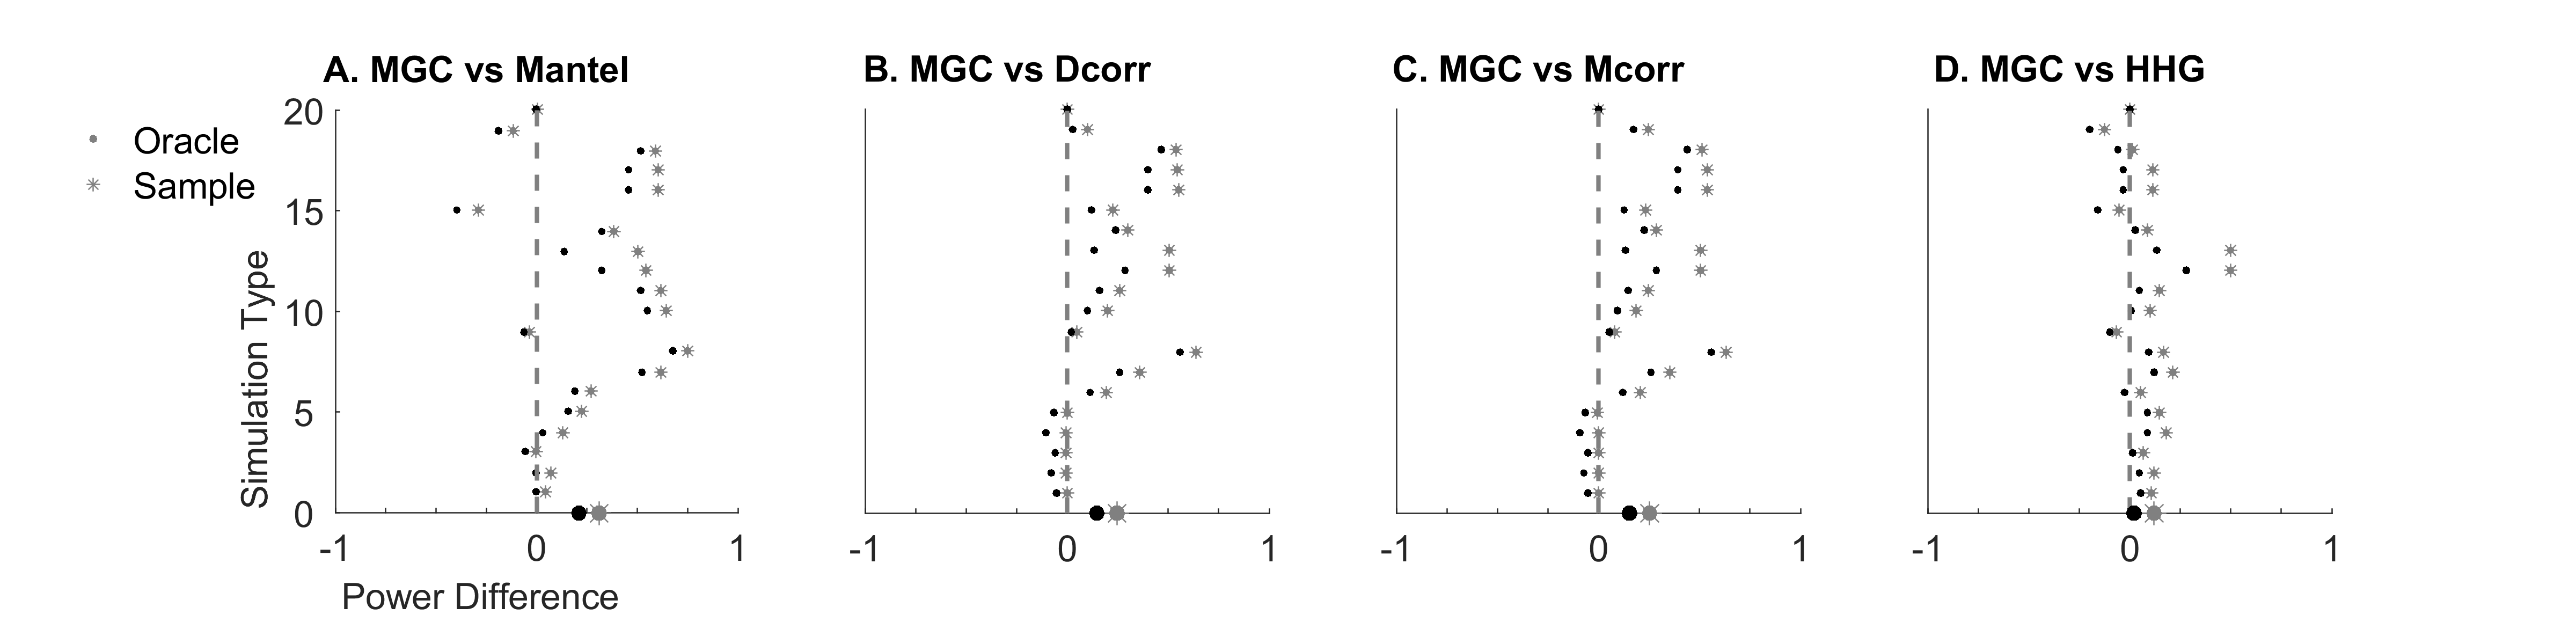 A. MGC vs Mantel
B. MGC vs Dcorr
C. MGC vs Mcorr
D. MGC vs HHG
Oracle
Sample
Simulation Type
20
15
10
5
0
-1 0 1
-1 0 1
-1 0 1
-1 0 1
Power Difference